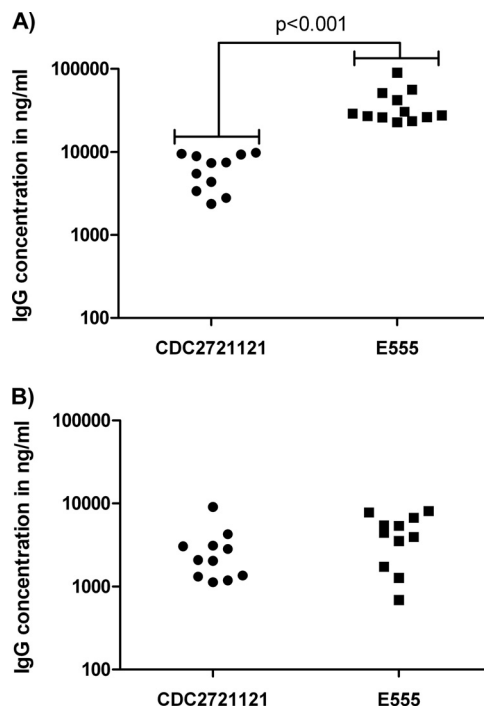 A)
p<0.001
IgG concentration in ng/ml
100000
10000
1000
100
CDC2721121
E555
B)
IgG concentration in ng/ml
100000
10000
1000
100
CDC2721121
E555